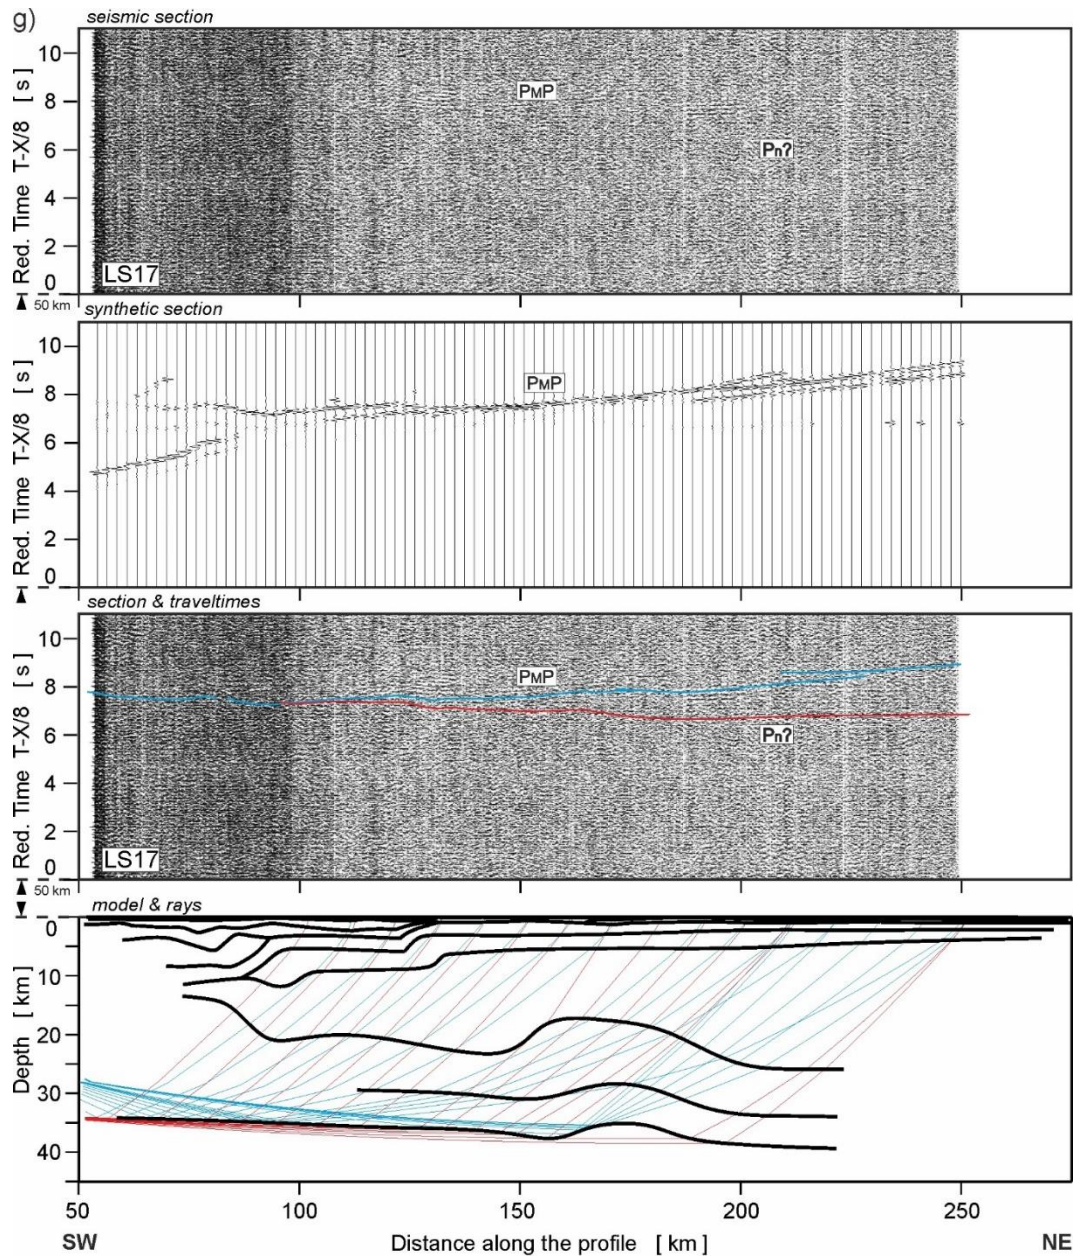 g)
seismic section
Red. Time T-X/8 [ s ]
10
8
6
4
2
0
PMP
Pn?
LS17
50 km
synthetic section
Red. Time T-X/8 [ s ]
10
8
6
4
2
0
PMP
section & traveltimes
Red. Time T-X/8 [ s ]
10
8
6
4
2
0
PMP
Pn?
LS17
50 km
model & rays
Depth [ km ]
0
10
20
30
40
50 100 150 200 250
SW Distance along the profile [ km ] NE